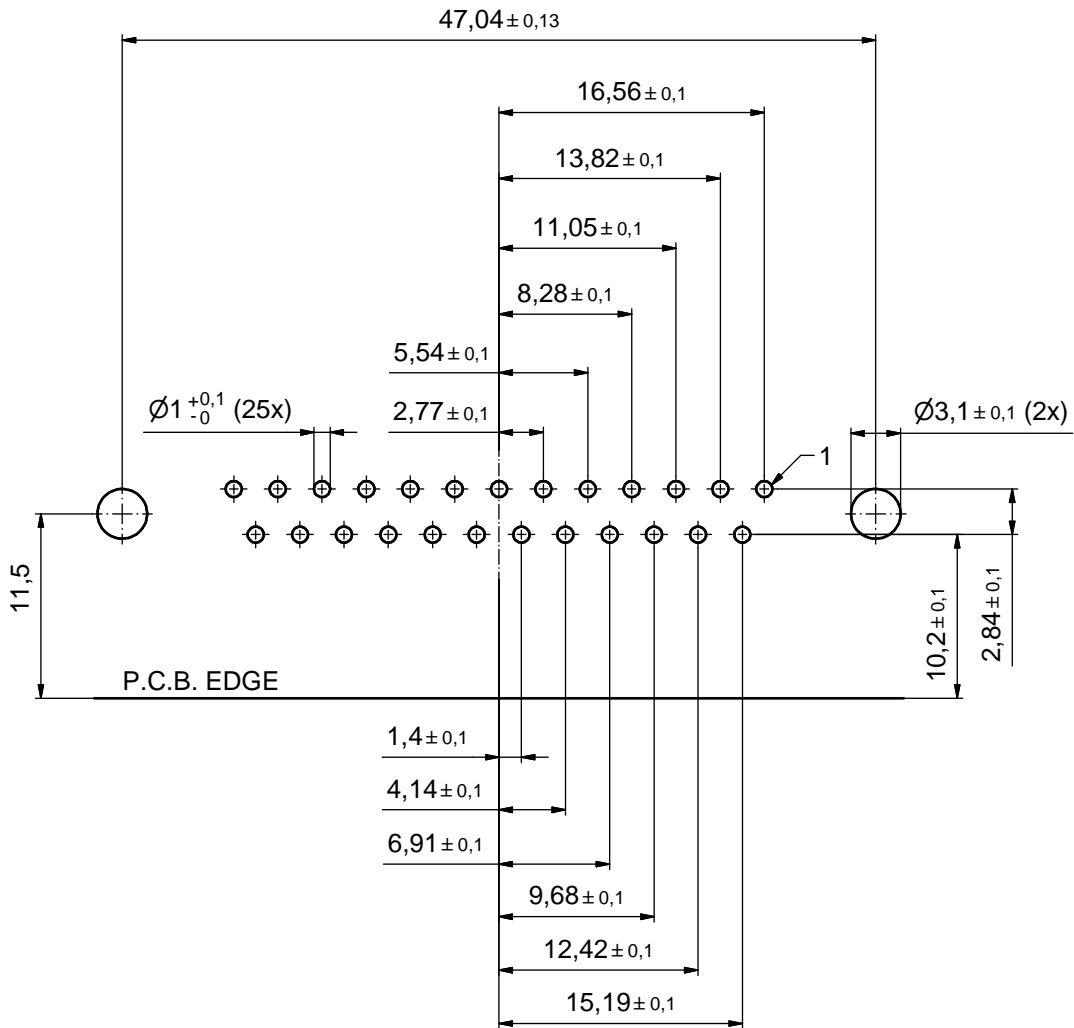 47,04 ± 0,13
16,56 ± 0,1
13,82 ± 0,1
11,05 ± 0,1
8,28 ± 0,1
5,54 ± 0,1
Ø1 +0,1 -0 (25x)
2,77 ± 0,1
Ø3,1 ± 0,1 (2x)
1
11,5
10,2 ± 0,1
2,84 ± 0,1
P.C.B. EDGE
1,4 ± 0,1
4,14 ± 0,1
6,91 ± 0,1
9,68 ± 0,1
12,42 ± 0,1
15,19 ± 0,1